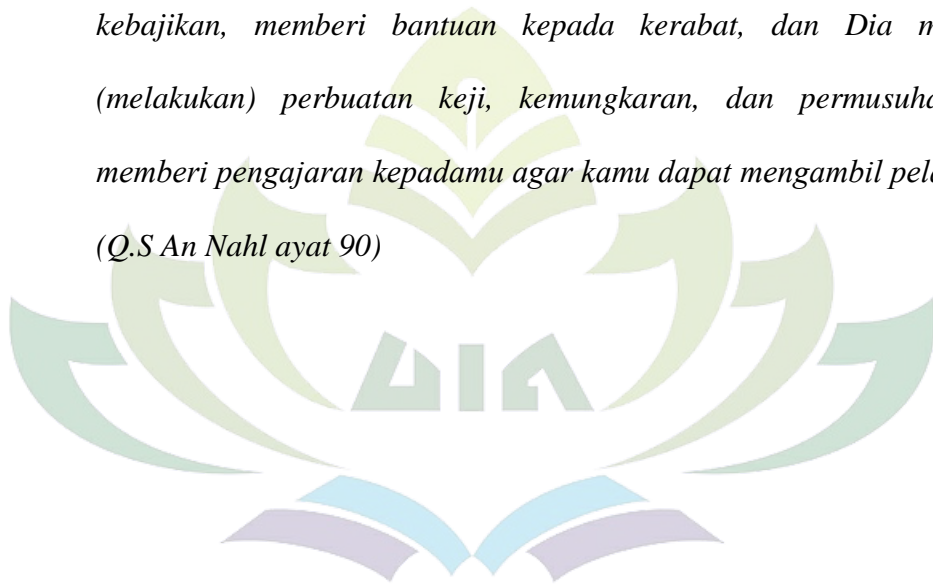 kebajikan, memberi bantuan kepada kerabat, dan Dia
(melakukan) perbuatan keji, kemungkaran, dan
memberi pengajaran kepadamu agar kamu dapat mengambil
(Q.S An Nahl ayat 90)
UIN